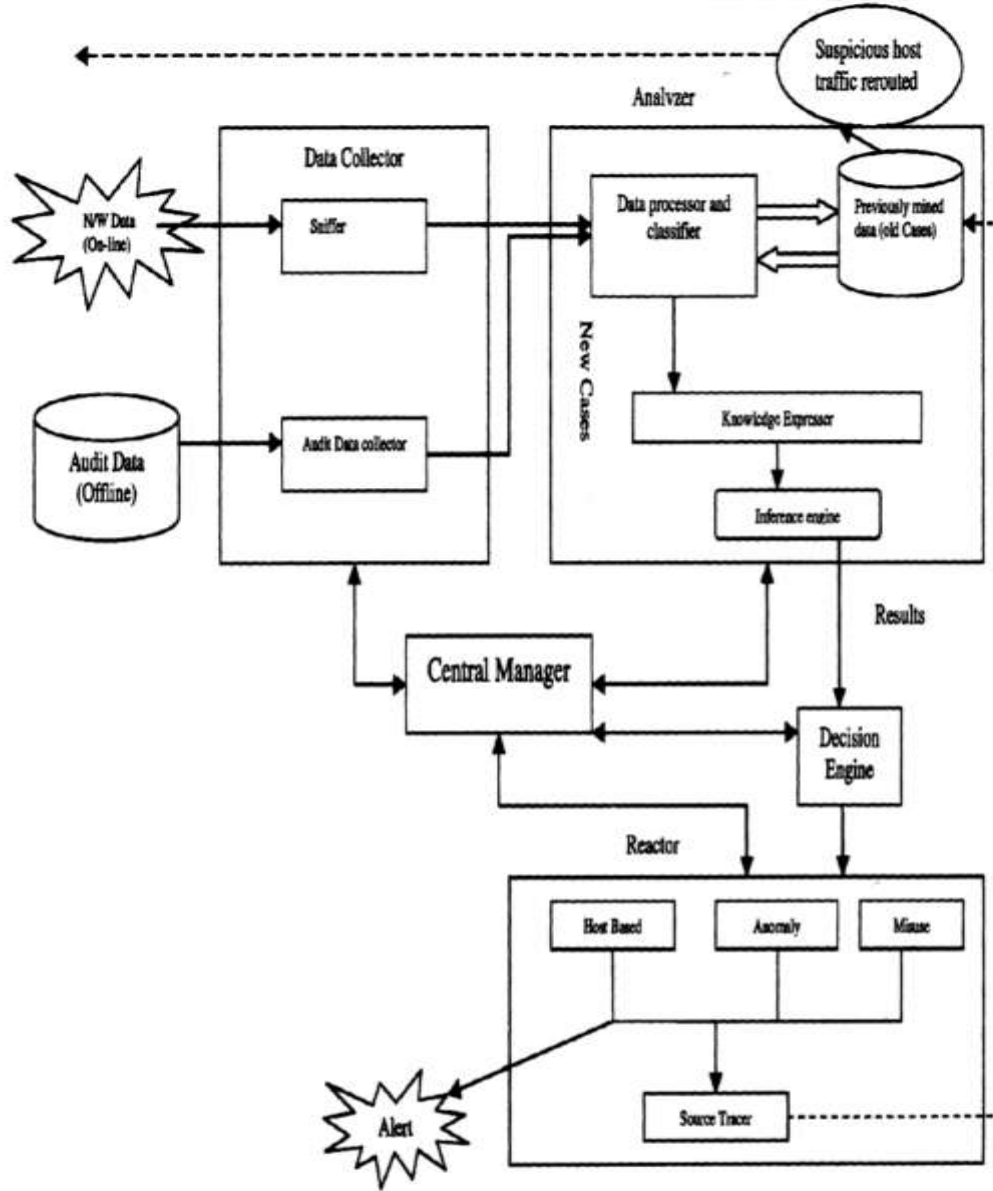 Suspicious host
traffic rerouted
Analyzer
Data Collector
N/W Data
(On-line)
Sniffer
Data processor and
classifier
Previously mined
data (old Cases)
New Cases
Knowledge Expresser
Audit Data
(Offline)
Audit Data collector
Inference engine
Results
Central Manager
Decision
Engine
Reactor
Host Based
Anomaly
Misuse
Alert
Source Tracer